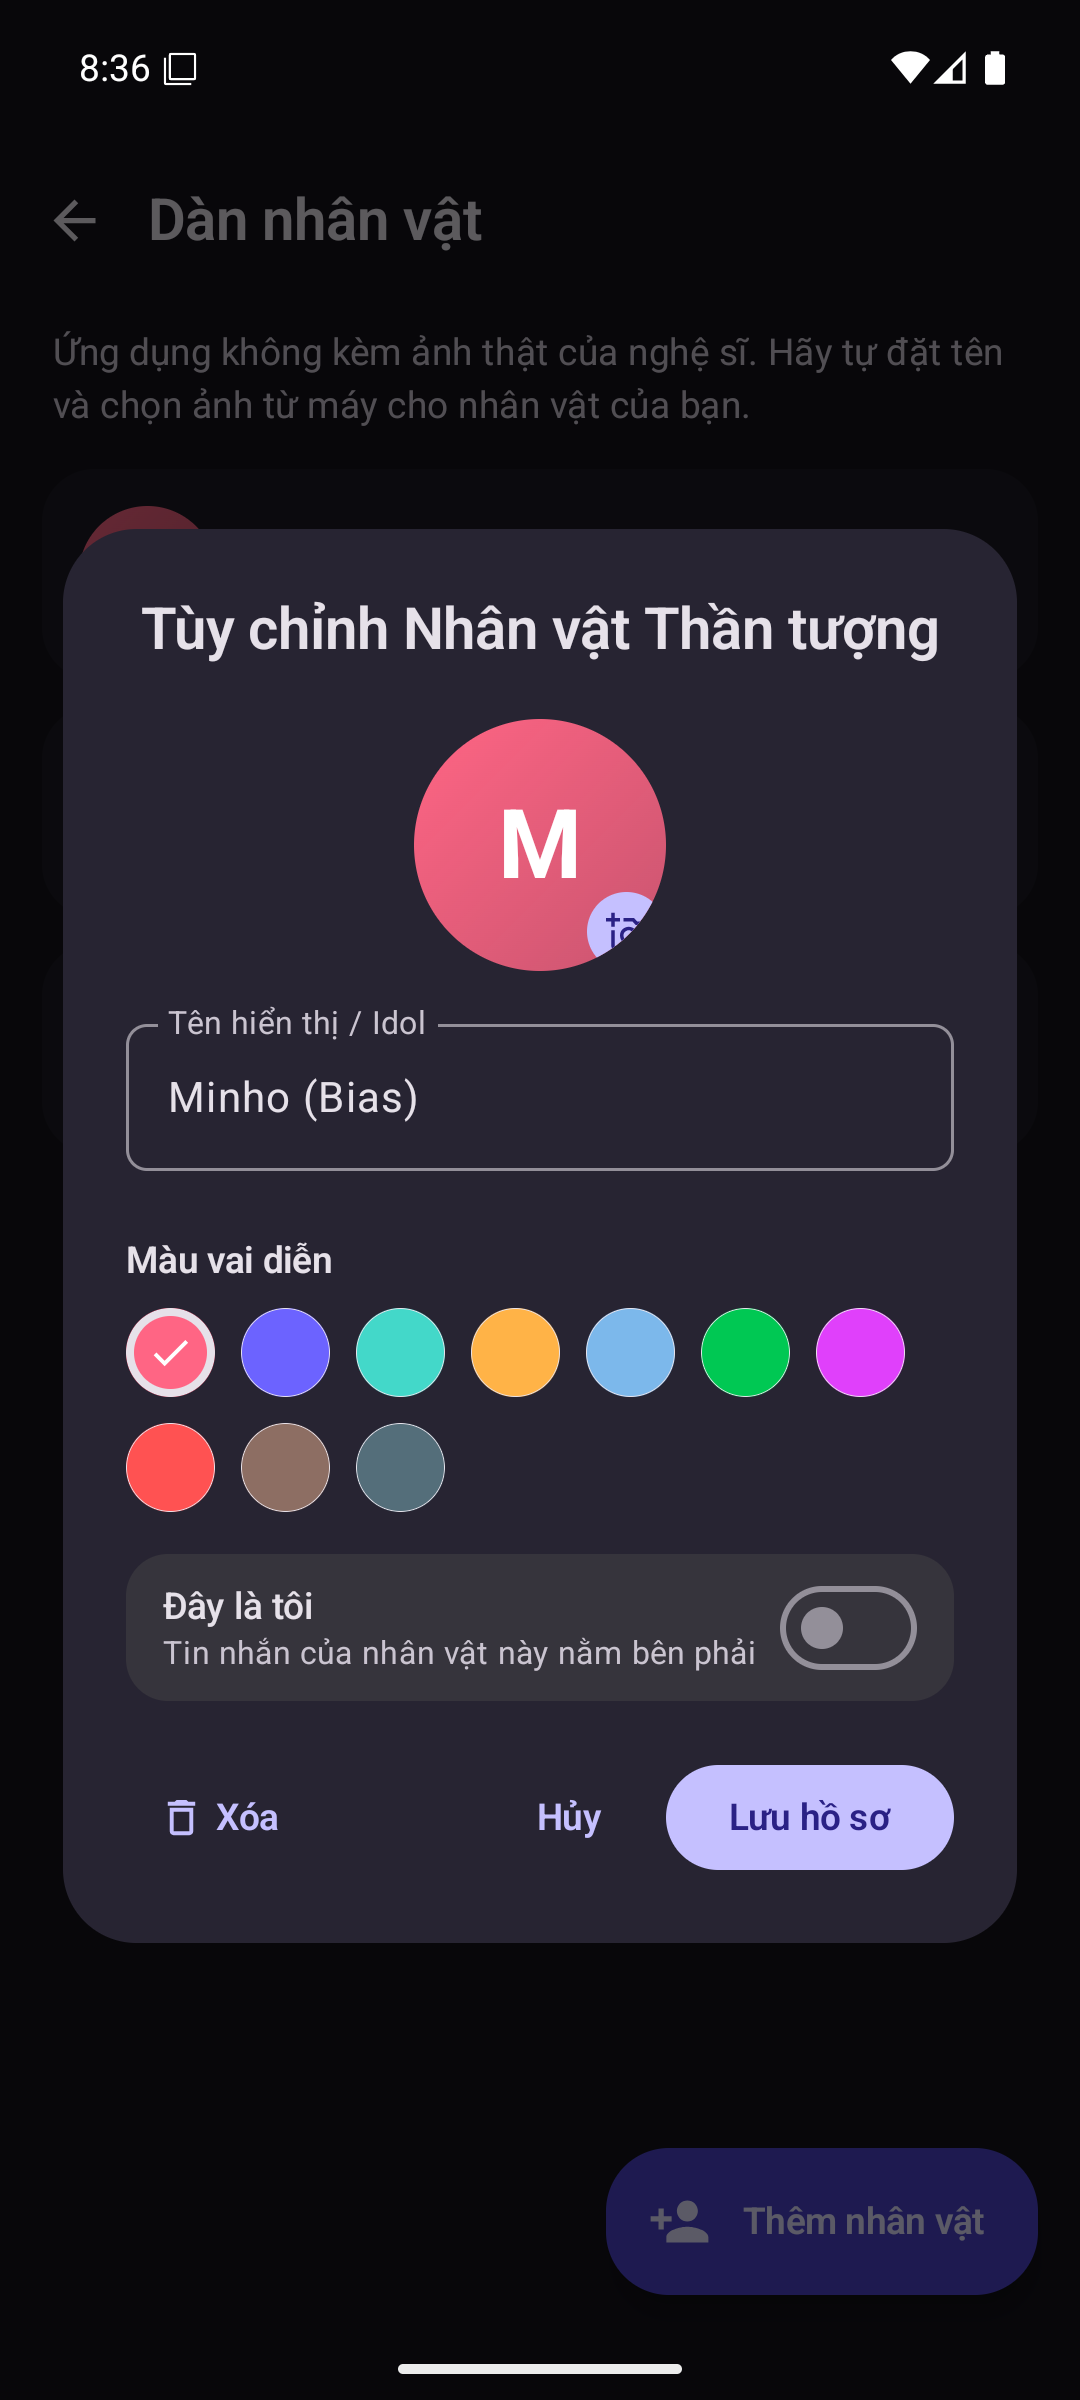 8:36
Dàn nhân vật
Ứng dụng không kèm ảnh thật của nghệ sĩ. Hãy tự đặt tên
và chọn ảnh từ máy cho nhân vật của bạn.
Tùy chỉnh Nhân vật Thần tượng
M
Tên hiển thị / Idol
Minho (Bias)
Màu vai diễn
Đây là tôi
Tin nhắn của nhân vật này nằm bên phải
Xóa
Hủy
Lưu hồ sơ
Thêm nhân vật